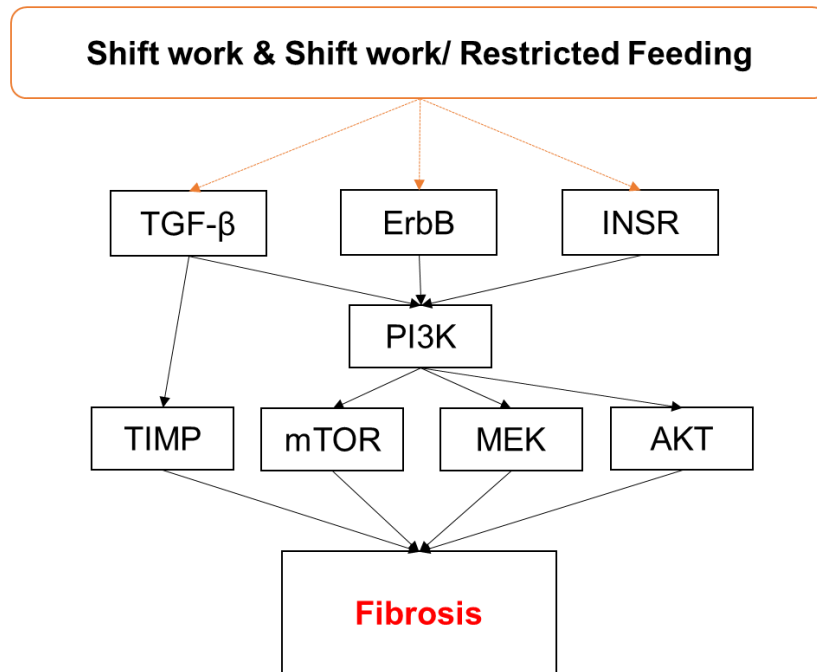 Shift work & Shift work/ Restricted Feeding
TGF-β
ErbB
INSR
PI3K
TIMP
mTOR
MEK
AKT
Fibrosis